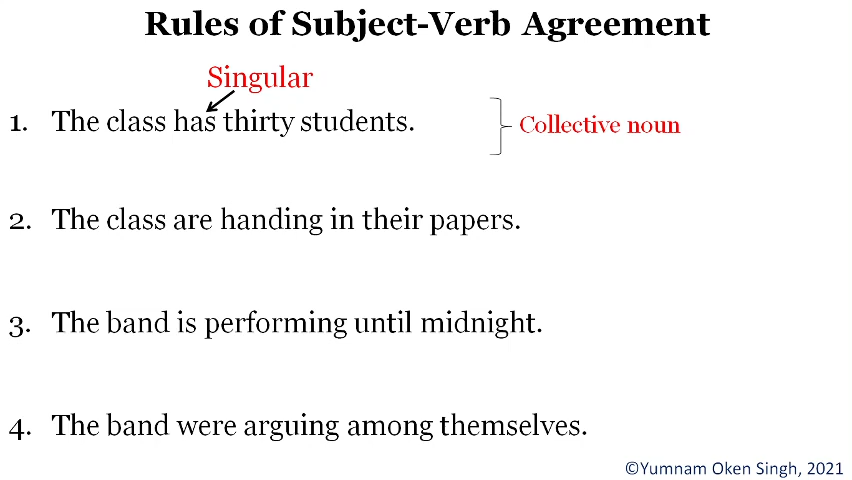 Rules of Subject-Verb Agreement
Singular
1. The class has thirty students.
Collective noun
2. The class are handing in their papers.
3. The band is performing until midnight.
4. The band were arguing among themselves.
©Yumnam Oken Singh, 2021